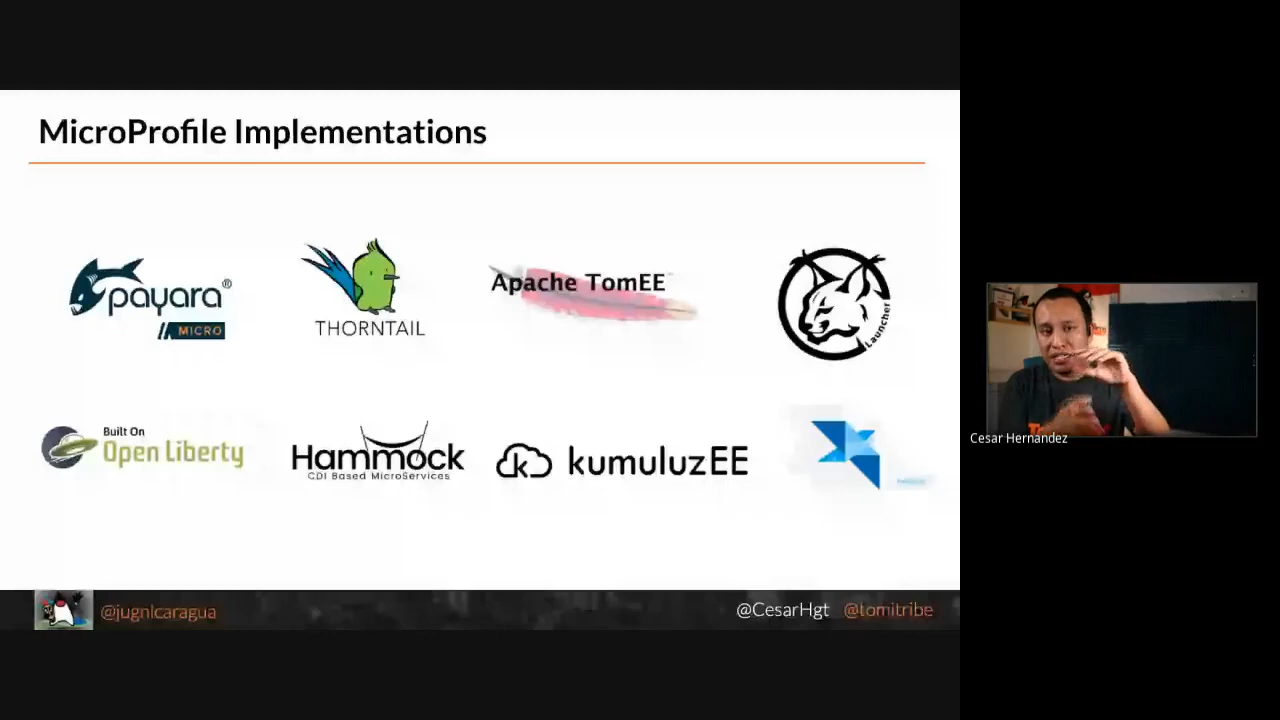 MicroProfile Implementations
payara®
MICRO
THORNTAIL
Apache TomEE
Launcher
Built On
Open Liberty
Hammock
CDI Based MicroServices
kumuluzEE
@jugnicaragua
@CesarHgt @tomitribe
Cesar Hernandez